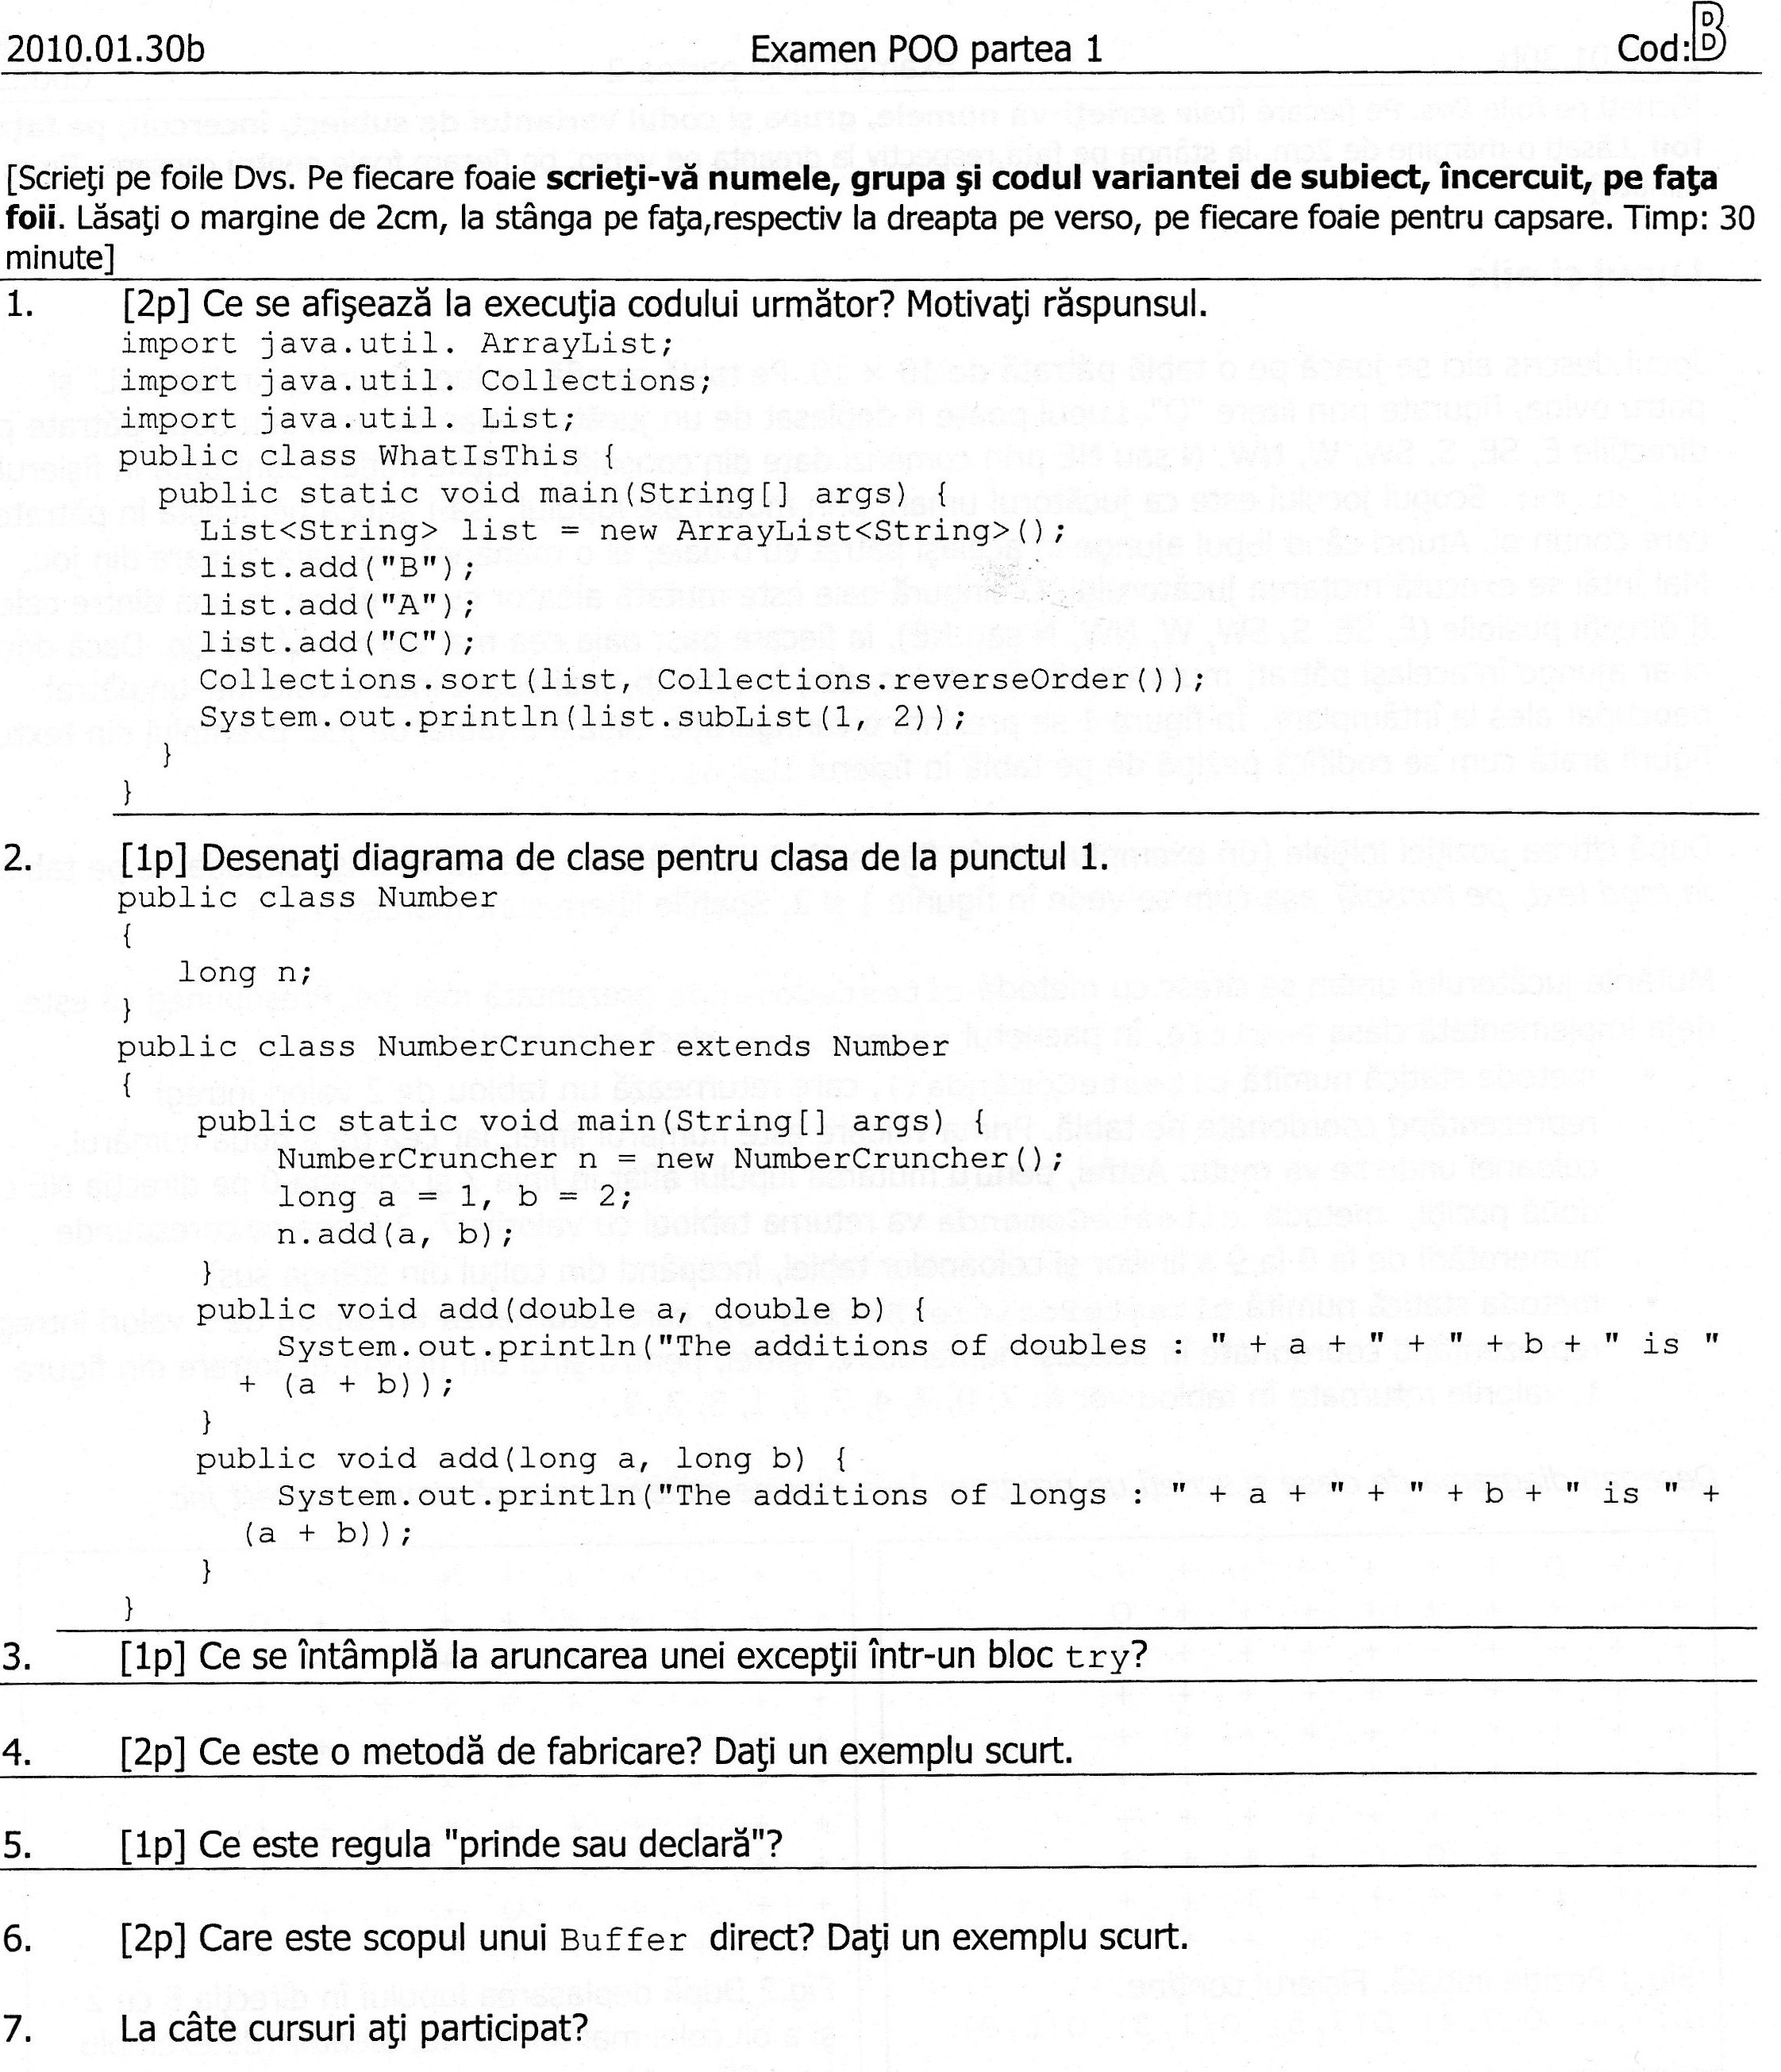 2010.01.30b Examen POO partea 1 Cod:B
[Scrieţi pe foile Dvs. Pe fiecare foaie scrieţi-vă numele, grupa şi codul variantei de subiect, încercuit, pe faţa
foii. Lăsaţi o margine de 2cm, la stânga pe faţa,respectiv la dreapta pe verso, pe fiecare foaie pentru capsare. Timp: 30
minute]
1. [2p] Ce se afişează la execuţia codului următor? Motivaţi răspunsul.
import java.util. ArrayList;
import java.util. Collections;
import java.util. List;
public class WhatIsThis {
public static void main(String[] args) {
List<String> list = new ArrayList<String>();
list.add("B");
list.add("A");
list.add("C");
Collections.sort(list, Collections.reverseOrder());
System.out.println(list.subList(1, 2));
}
}
2. [1p] Desenaţi diagrama de clase pentru clasa de la punctul 1.
public class Number
{
long n;
}
public class NumberCruncher extends Number
{
public static void main(String[] args) {
NumberCruncher n = new NumberCruncher();
long a = 1, b = 2;
n.add(a, b);
}
public void add(double a, double b) {
System.out.println("The additions of doubles : " + a + " + " + b + " is "
+ (a + b));
}
public void add(long a, long b) {
System.out.println("The additions of longs : " + a + " + " + b + " is " +
(a + b));
}
}
3. [1p] Ce se întâmplă la aruncarea unei excepţii într-un bloc try?
4. [2p] Ce este o metodă de fabricare? Daţi un exemplu scurt.
5. [1p] Ce este regula "prinde sau declară"?
6. [2p] Care este scopul unui Buffer direct? Daţi un exemplu scurt.
7. La câte cursuri aţi participat?